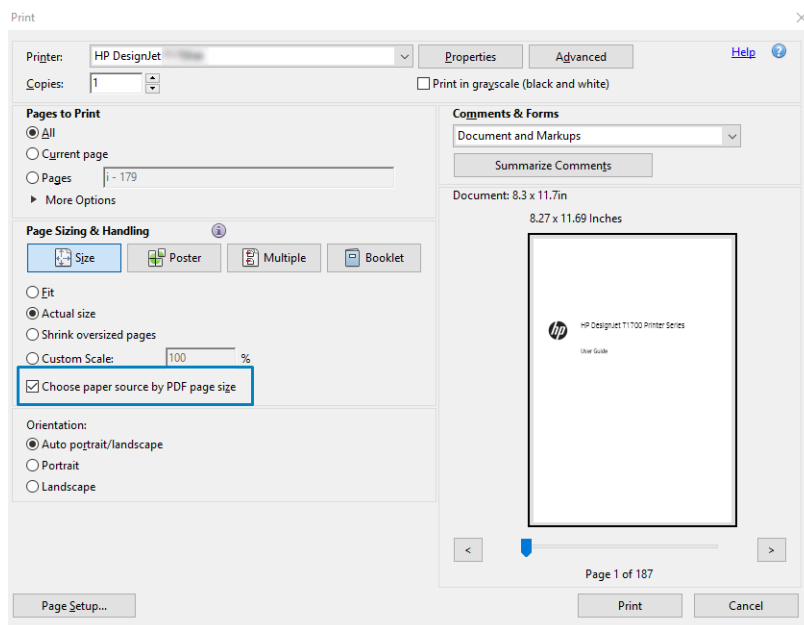 Print
Printer: HP DesignJet Properties Advanced Help ?
Copies: 1 Print in grayscale (black and white)
Pages to Print
All
Current page
Pages i - 179
More Options
Page Sizing & Handling i
Size Poster Multiple Booklet
Fit
Actual size
Shrink oversized pages
Custom Scale: 100 %
Choose paper source by PDF page size
Orientation:
Auto portrait/landscape
Portrait
Landscape
Comments & Forms
Document and Markups
Summarize Comments
Document: 8.3 x 11.7in
8.27 x 11.69 Inches
hp HP DesignJet T1700 Printer Series
User Guide
< >
Page 1 of 187
Page Setup... Print Cancel